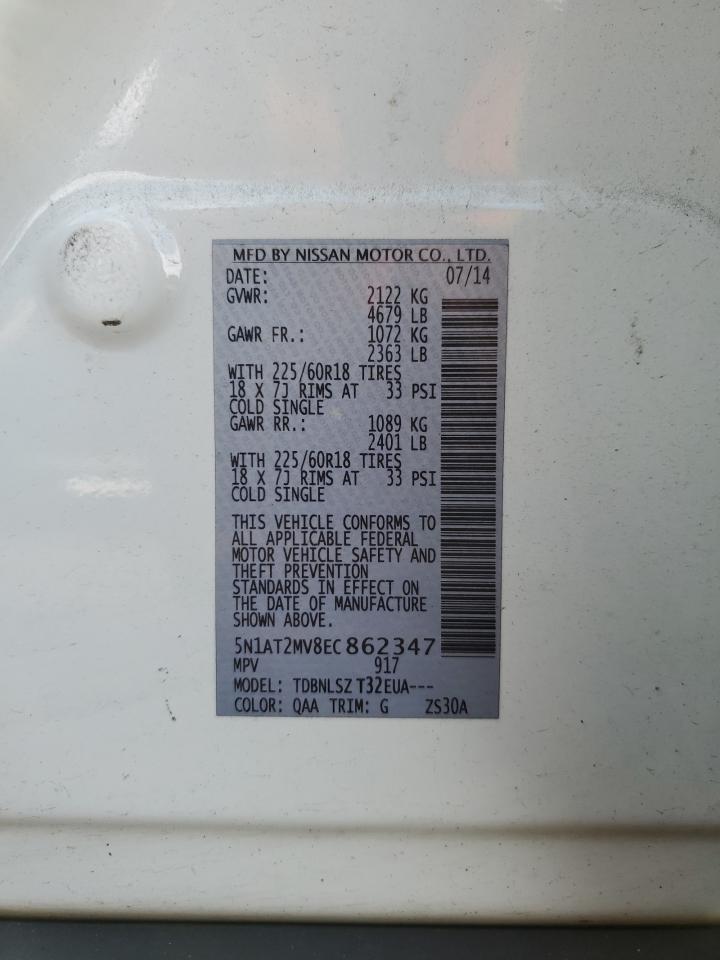 MFD BY NISSAN MOTOR CO., LTD.
DATE: 07/14
GVWR: 2122 KG
4679 LB
GAWR FR.: 1072 KG
2363 LB
WITH 225/60R18 TIRES
18 X 7J RIMS AT 33 PSI
COLD SINGLE
GAWR RR.: 1089 KG
2401 LB
WITH 225/60R18 TIRES
18 X 7J RIMS AT 33 PSI
COLD SINGLE
THIS VEHICLE CONFORMS TO
ALL APPLICABLE FEDERAL
MOTOR VEHICLE SAFETY AND
THEFT PREVENTION
STANDARDS IN EFFECT ON
THE DATE OF MANUFACTURE
SHOWN ABOVE.
5N1AT2MV8EC862347
MPV 917
MODEL: TDBNLSZ T32EUA---
COLOR: QAA TRIM: G ZS30A